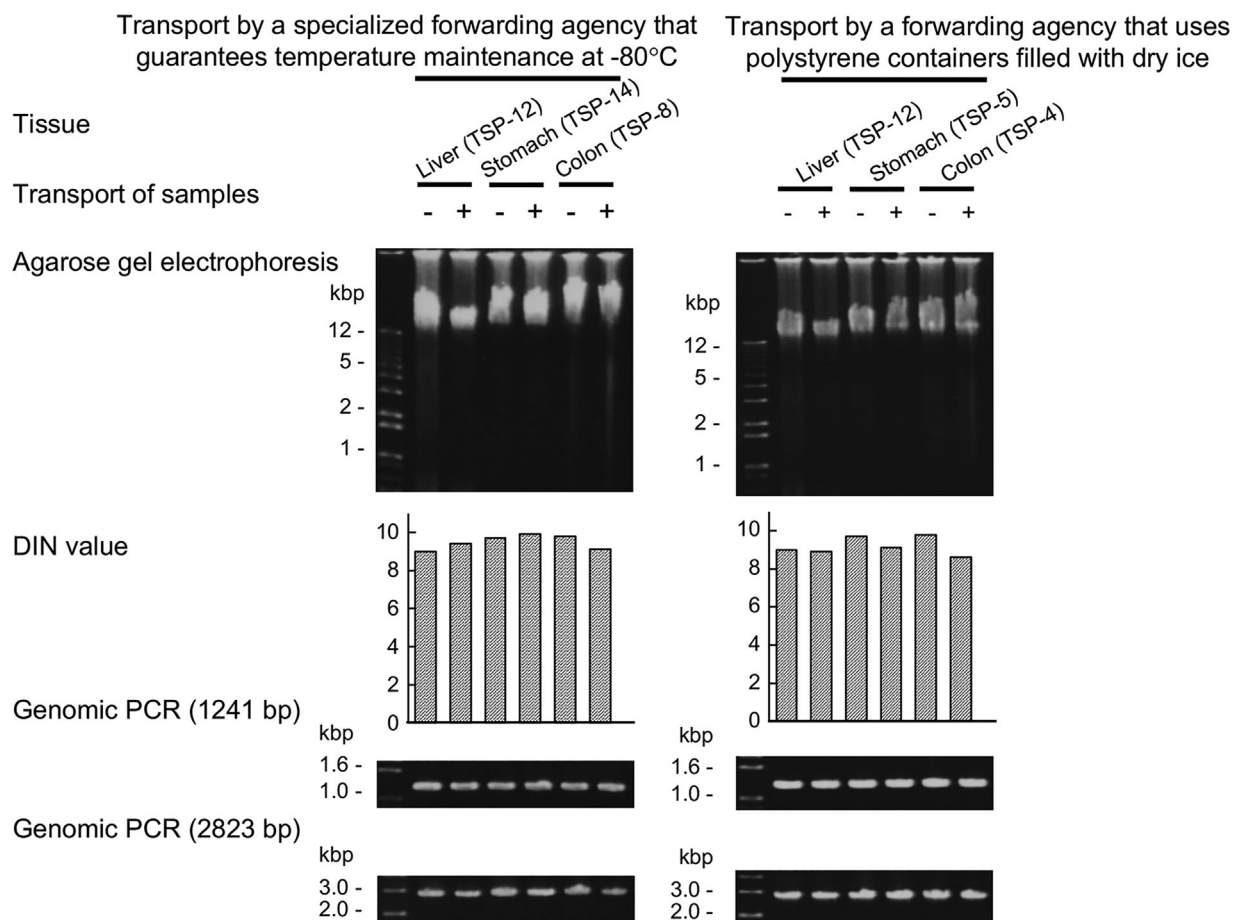 Transport by a specialized forwarding agency that
guarantees temperature maintenance at -80°C
Transport by a forwarding agency that uses
polystyrene containers filled with dry ice
Tissue
Liver (TSP-12)
Stomach (TSP-14)
Colon (TSP-8)
Liver (TSP-12)
Stomach (TSP-5)
Colon (TSP-4)
Transport of samples
- + - + - +
- + - + - +
Agarose gel electrophoresis
kbp
12 -
5 -
2 -
1 -
kbp
12 -
5 -
2 -
1 -
DIN value
10
8
6
4
2
0
10
8
6
4
2
0
Genomic PCR (1241 bp)
kbp
1.6 -
1.0 -
kbp
1.6 -
1.0 -
Genomic PCR (2823 bp)
kbp
3.0 -
2.0 -
kbp
3.0 -
2.0 -